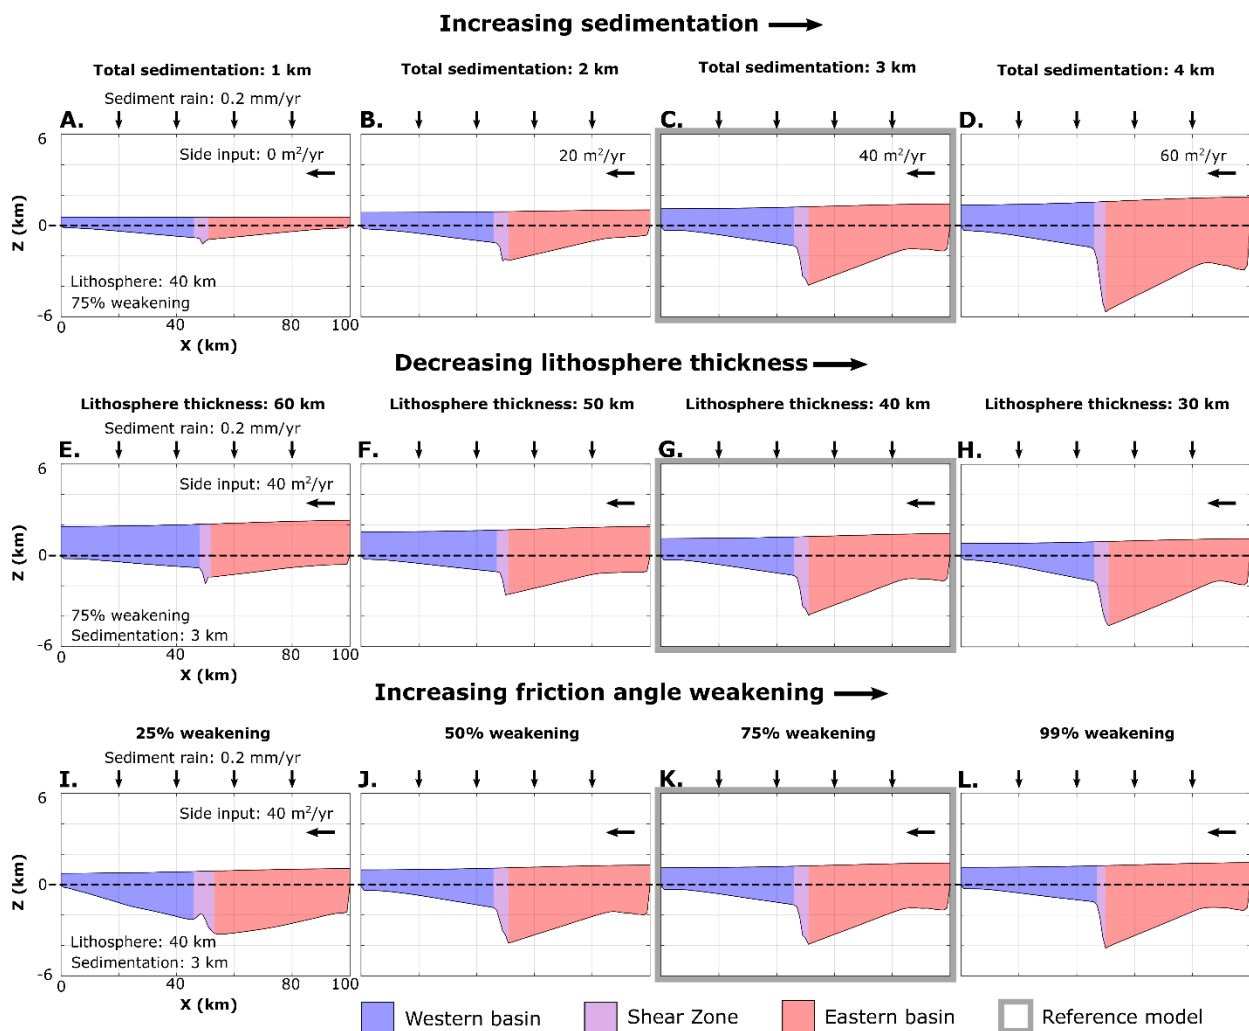 Increasing sedimentation
Total sedimentation: 1 km
Total sedimentation: 2 km
Total sedimentation: 3 km
Total sedimentation: 4 km
Sediment rain: 0.2 mm/yr
A.
B.
C.
D.
6
Side input: 0 m²/yr
20 m²/yr
40 m²/yr
60 m²/yr
Z (km)
0
Lithosphere: 40 km
75% weakening
-6
0
40
80
100
X (km)
Decreasing lithosphere thickness
Lithosphere thickness: 60 km
Lithosphere thickness: 50 km
Lithosphere thickness: 40 km
Lithosphere thickness: 30 km
Sediment rain: 0.2 mm/yr
E.
F.
G.
H.
6
Side input: 40 m²/yr
Z (km)
0
75% weakening
Sedimentation: 3 km
-6
0
40
80
100
X (km)
Increasing friction angle weakening
25% weakening
50% weakening
75% weakening
99% weakening
Sediment rain: 0.2 mm/yr
I.
J.
K.
L.
6
Side input: 40 m²/yr
Z (km)
0
Lithosphere: 40 km
Sedimentation: 3 km
-6
0
40
80
100
X (km)
Western basin
Shear Zone
Eastern basin
Reference model